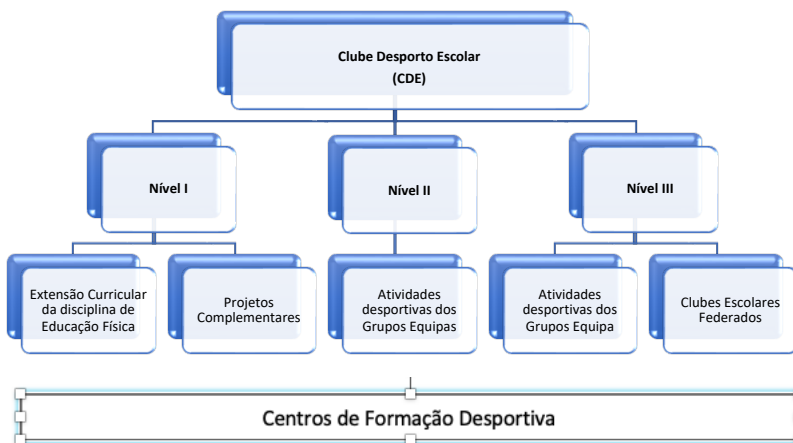 Clube Desporto Escolar
(CDE)
Nível I
Nível II
Nível III
Extensão Curricular
da disciplina de
Educação Física
Projetos
Complementares
Atividades
desportivas dos
Grupos Equipas
Atividades
desportivas dos
Grupos Equipa
Clubes Escolares
Federados
Centros de Formação Desportiva